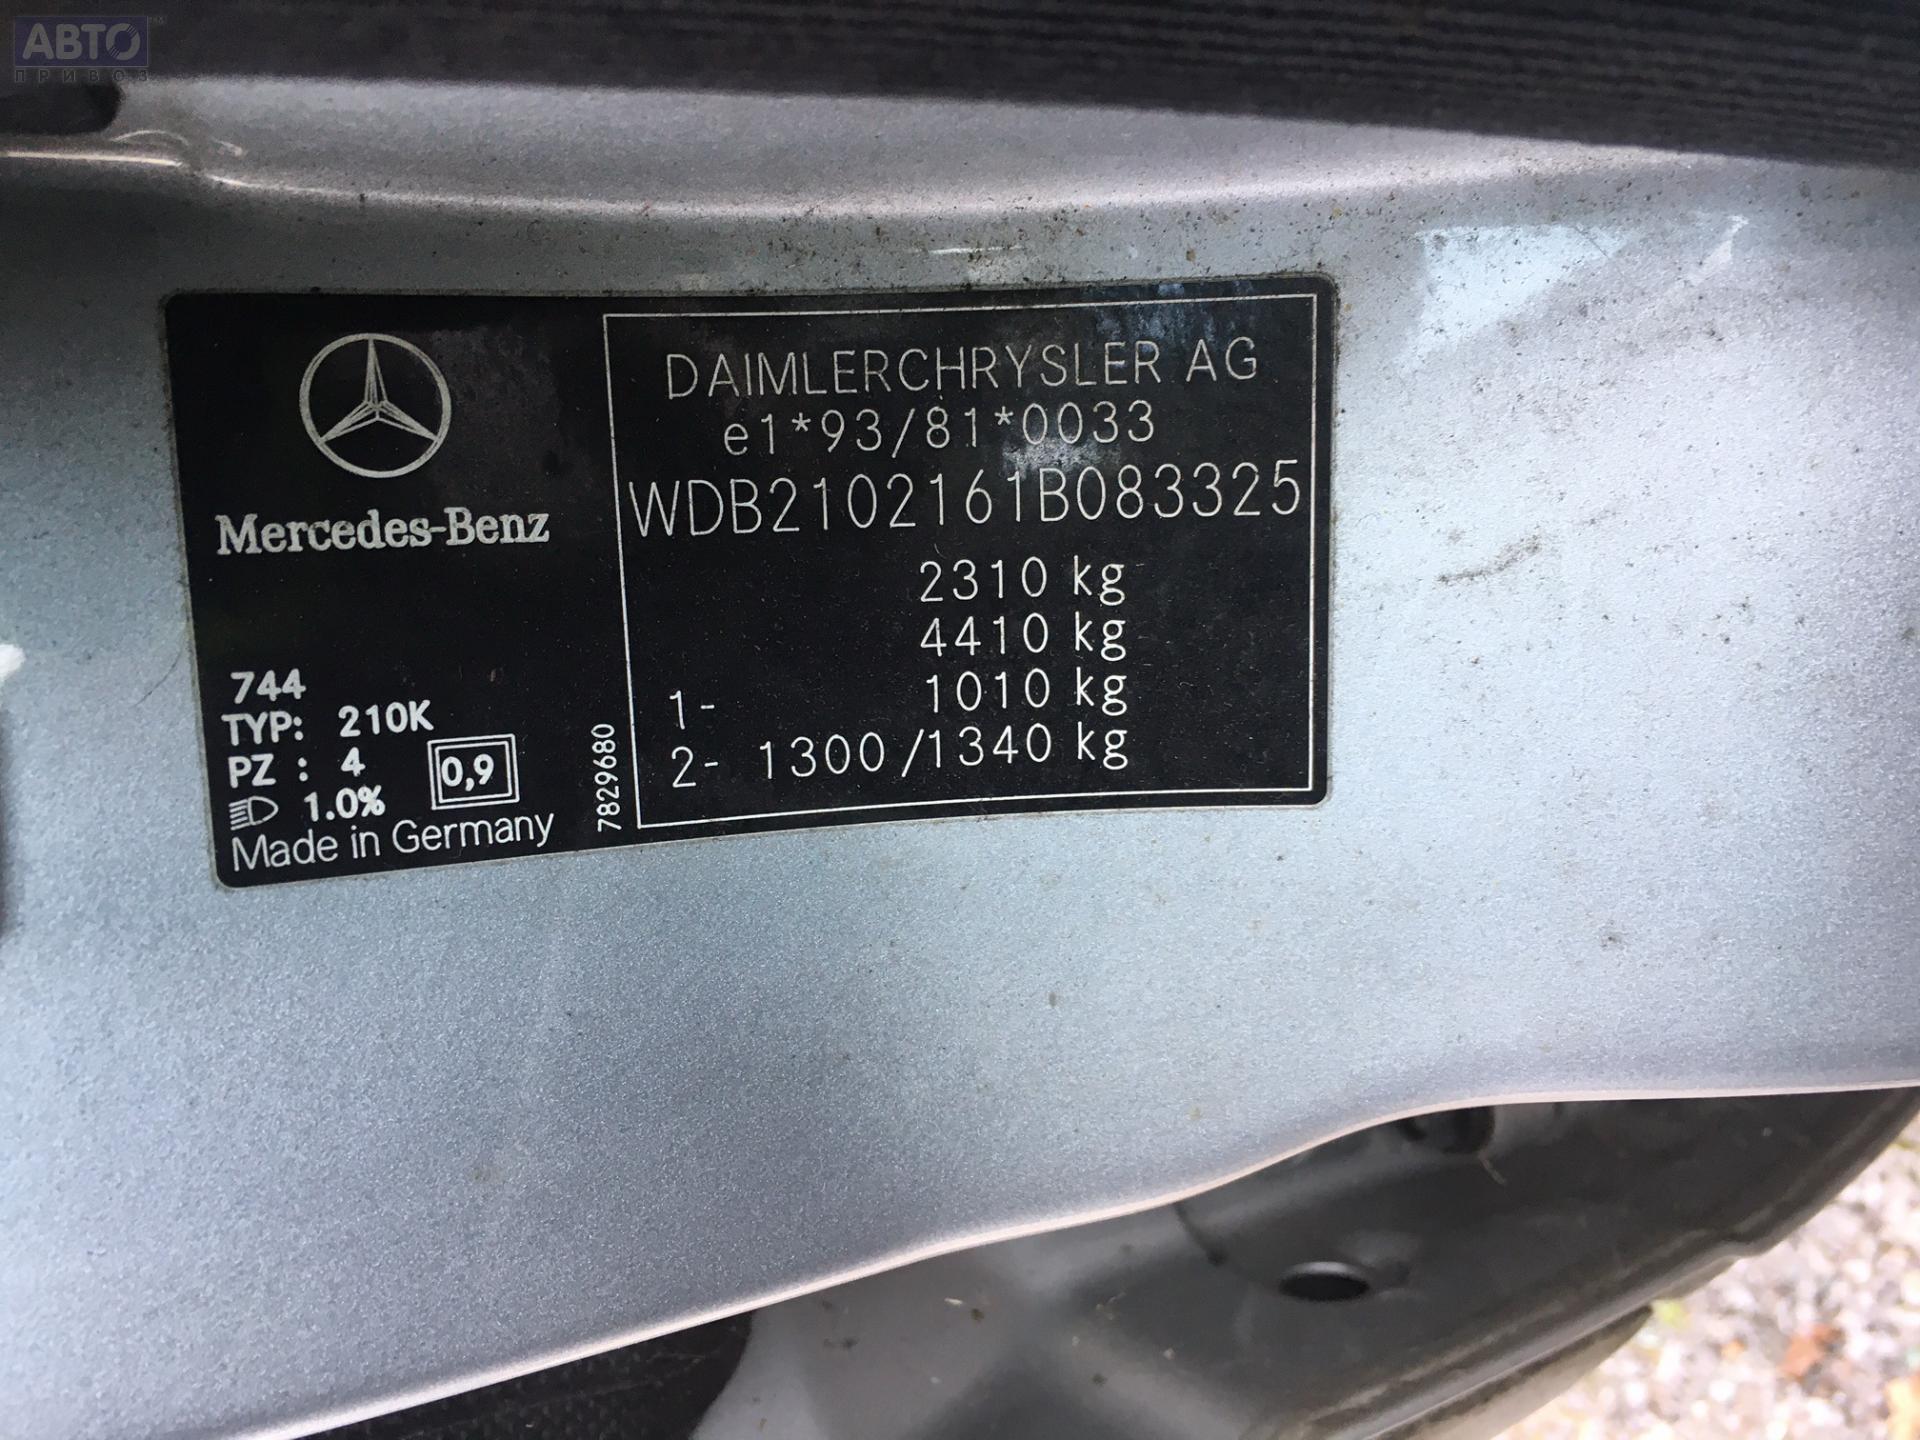 АВТО™
ПРИВОЗ
Mercedes-Benz
744
TYP: 210K
PZ : 4
0,9
1.0%
Made in Germany
7829680
DAIMLERCHRYSLER AG
e1*93/81*0033
WDB2102161B083325
2310 kg
4410 kg
1- 1010 kg
2- 1300/1340 kg